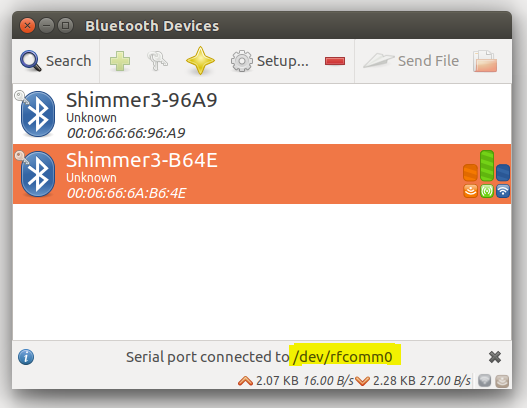 Bluetooth Devices
Search Setup... Send File
Shimmer3-96A9
Unknown
00:06:66:66:96:A9
Shimmer3-B64E
Unknown
00:06:66:6A:B6:4E
Serial port connected to /dev/rfcomm0
2.07 KB 16.00 B/s 2.28 KB 27.00 B/s